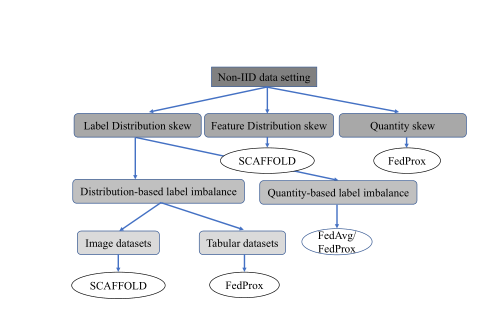 Non-IID data setting
Label Distribution skew
Feature Distribution skew
Quantity skew
SCAFFOLD
FedProx
Distribution-based label imbalance
Quantity-based label imbalance
FedAvg/
FedProx
Image datasets
Tabular datasets
SCAFFOLD
FedProx